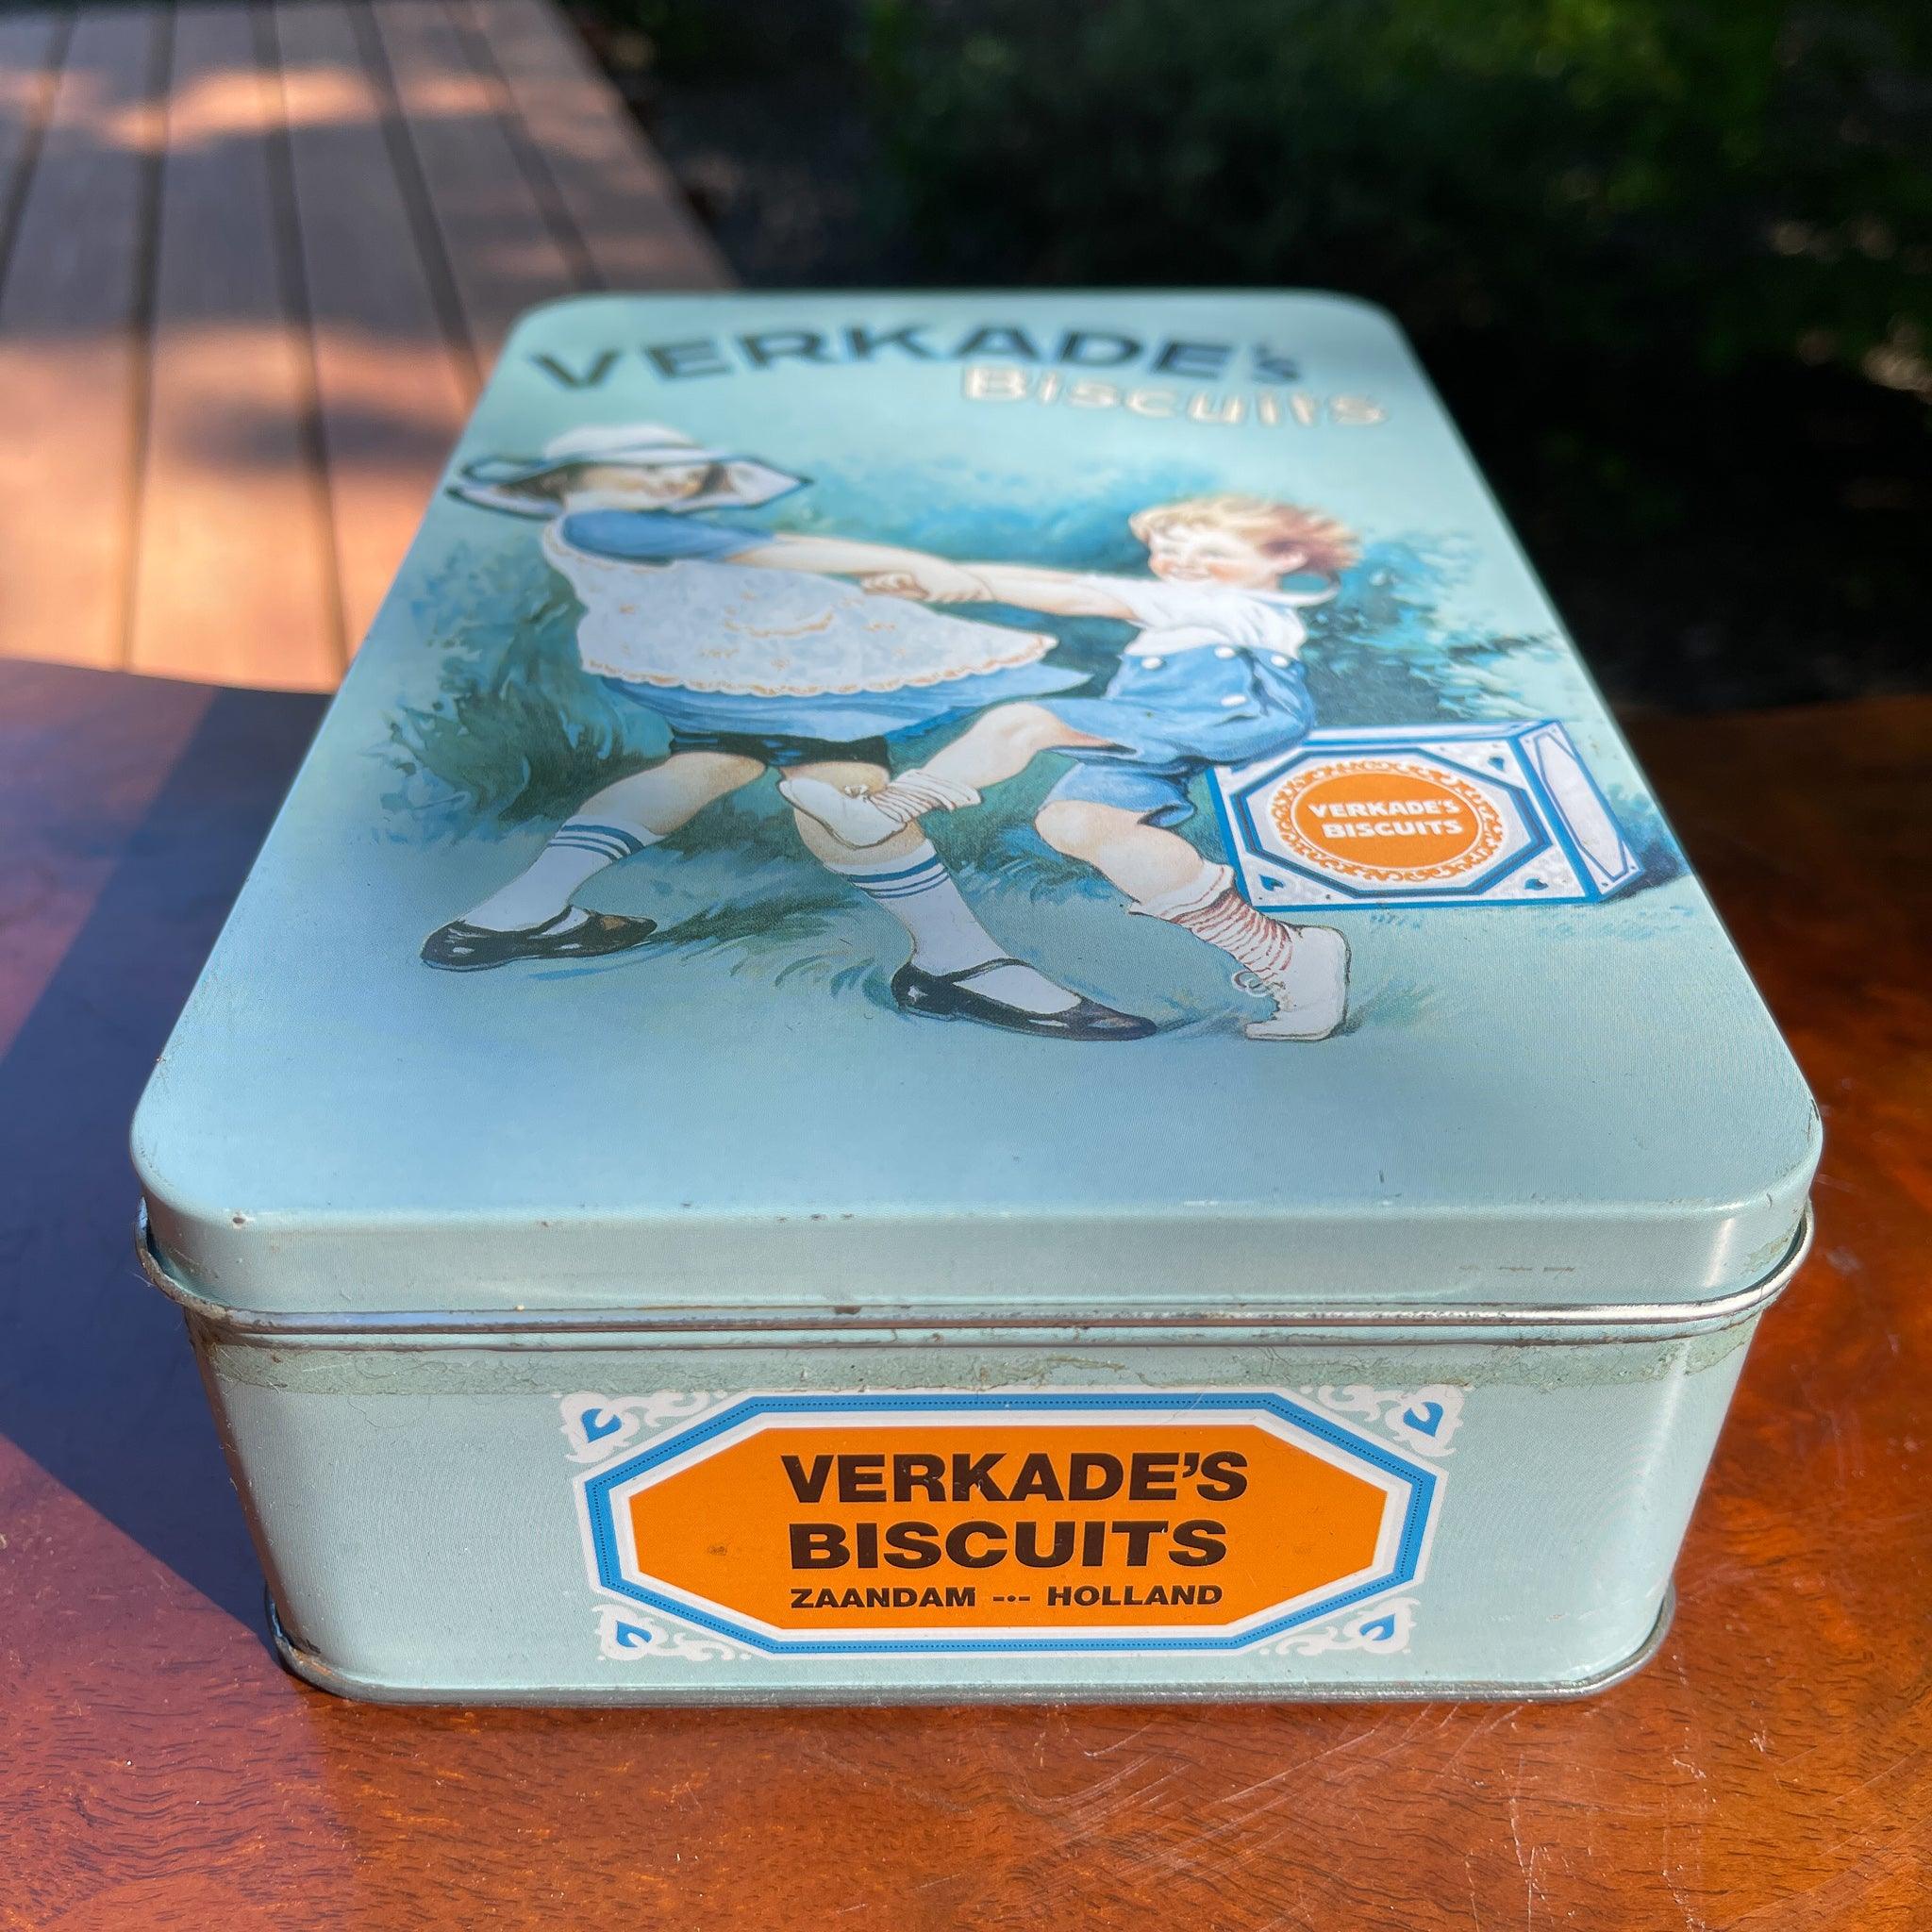 VERKADE's
Biscuits
VERKADE'S
BISCUITS
VERKADE'S
BISCUITS
ZAANDAM -•- HOLLAND